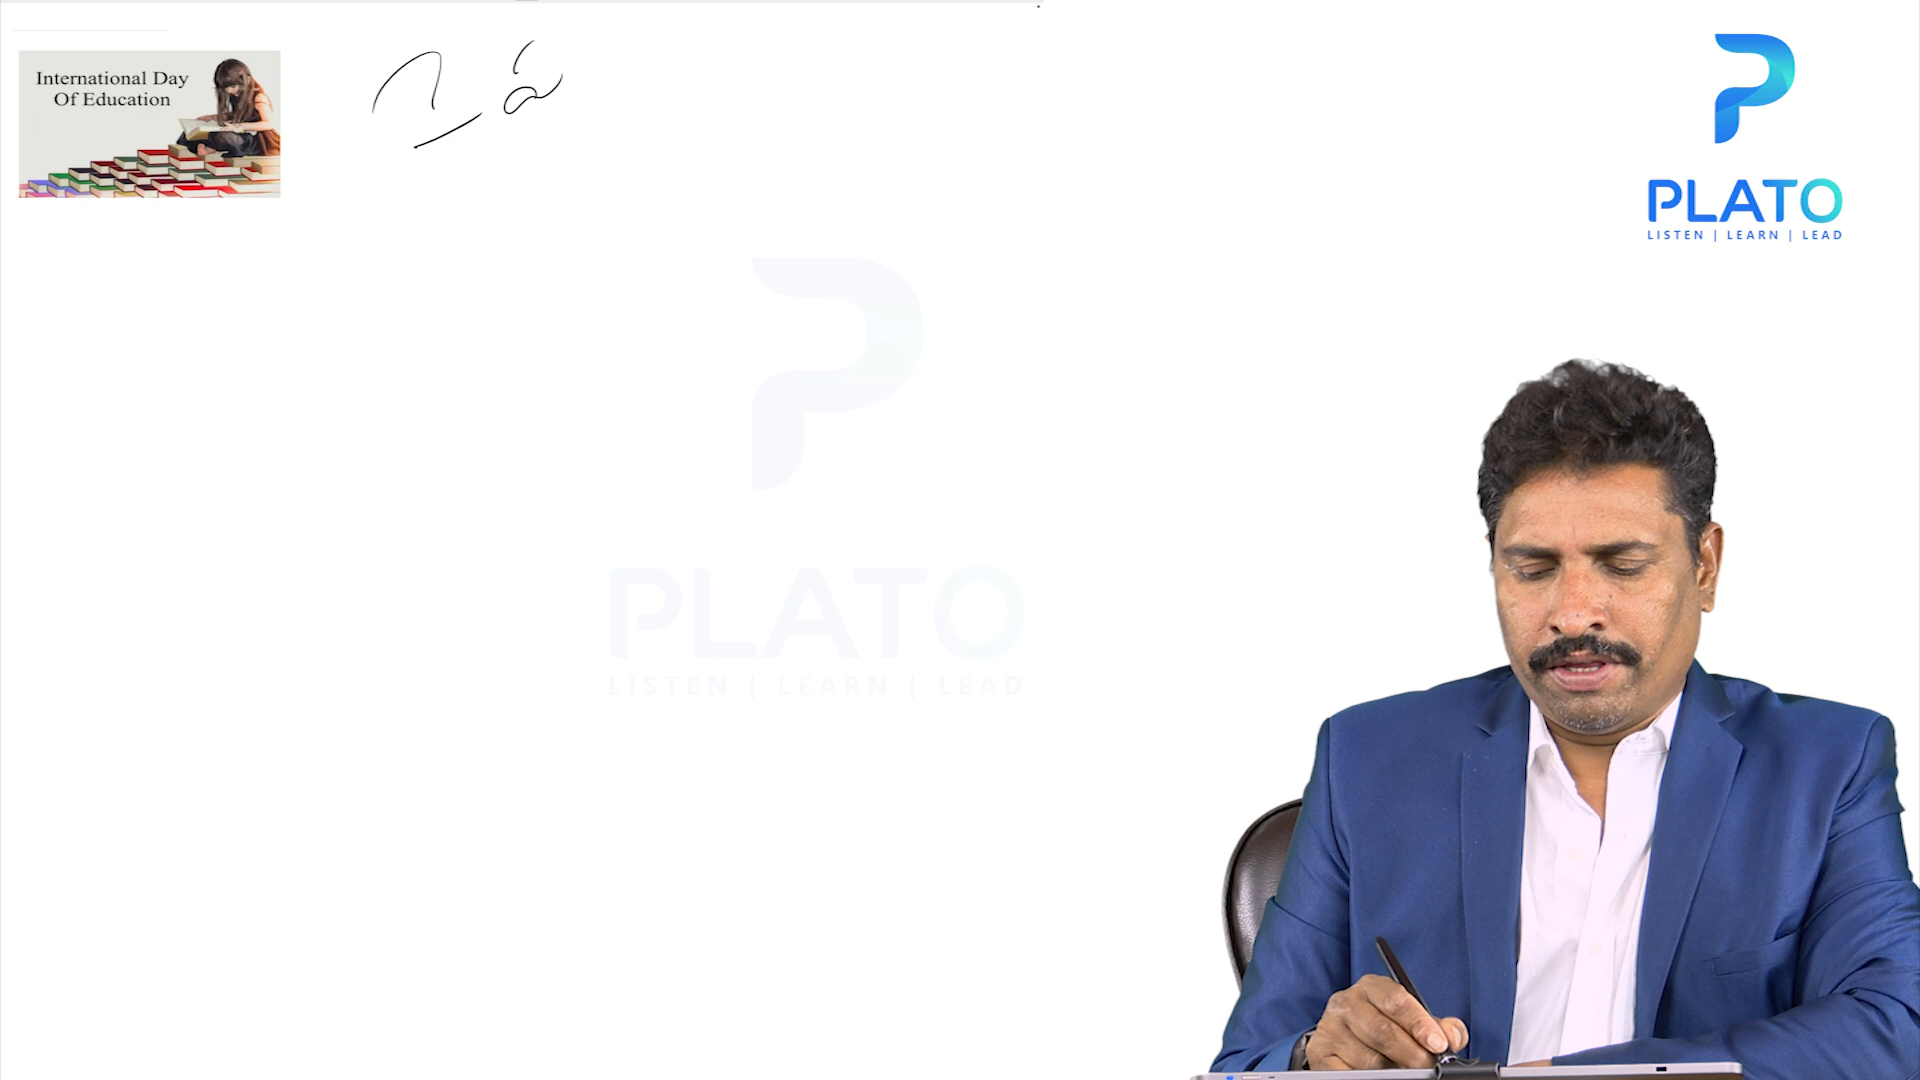 International Day
Of Education
PLATO
LISTEN | LEARN | LEAD
PLATO
LISTEN | LEARN | LEAD